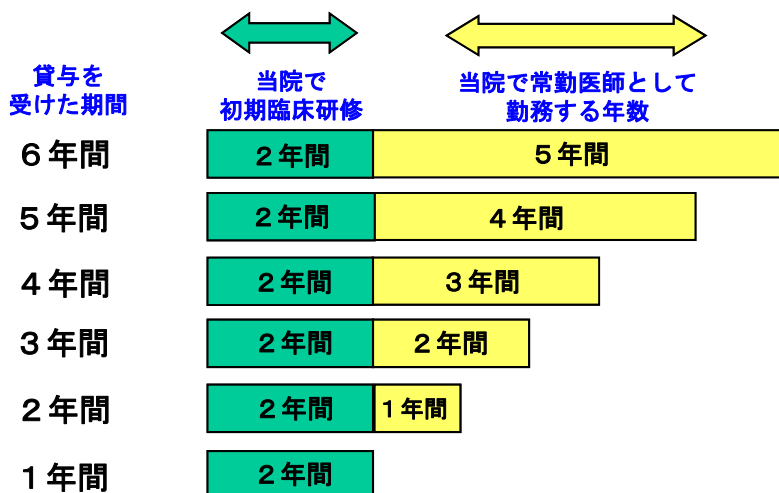 貸与を
受けた期間
当院で
初期臨床研修
当院で常勤医師として
勤務する年数
６年間
２年間
５年間
５年間
２年間
４年間
４年間
２年間
３年間
３年間
２年間
２年間
２年間
２年間
１年間
１年間
２年間